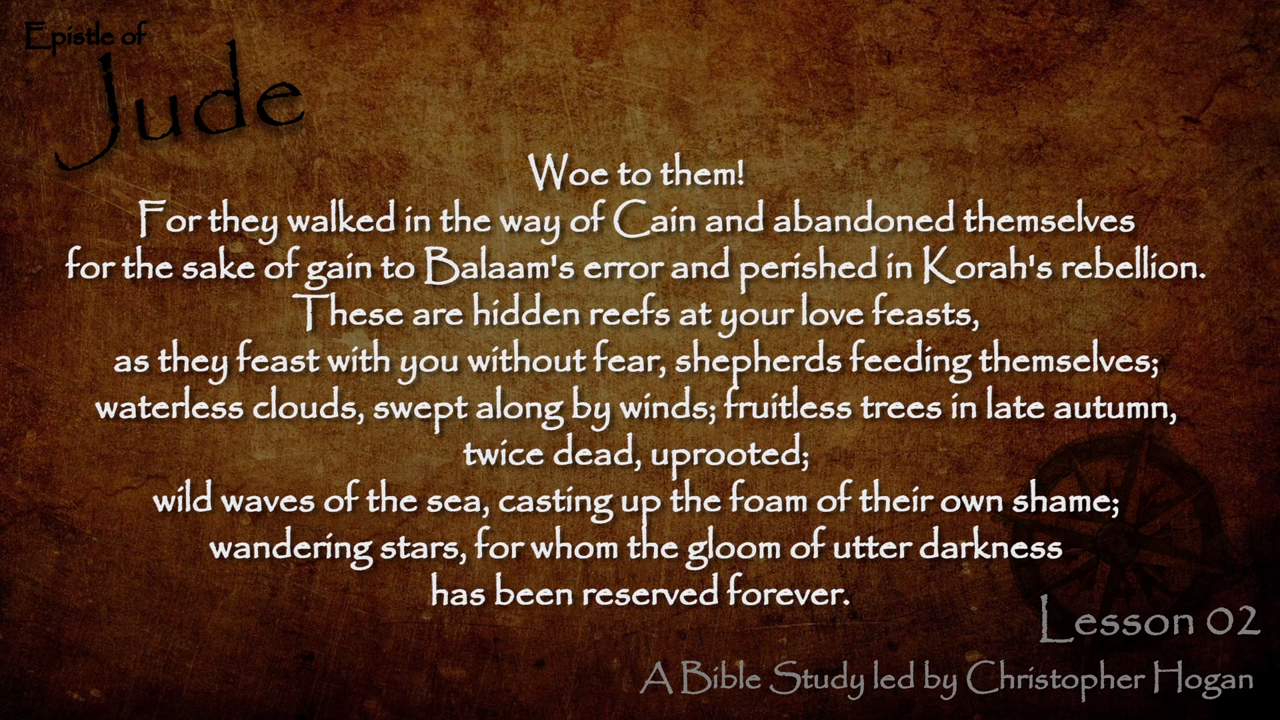 Epistle of
Jude
Woe to them!
For they walked in the way of Cain and abandoned themselves
for the sake of gain to Balaam's error and perished in Korah's rebellion.
These are hidden reefs at your love feasts,
as they feast with you without fear, shepherds feeding themselves;
waterless clouds, swept along by winds; fruitless trees in late autumn,
twice dead, uprooted;
wild waves of the sea, casting up the foam of their own shame;
wandering stars, for whom the gloom of utter darkness
has been reserved forever.
Lesson 02
A Bible Study led by Christopher Hogan